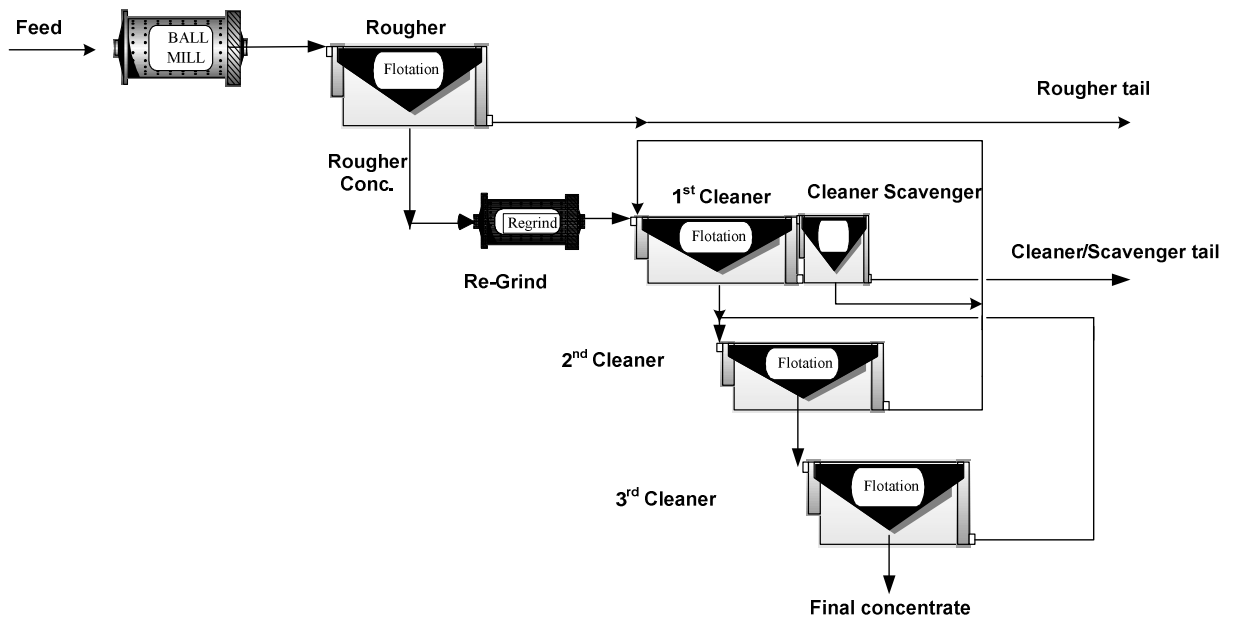 Feed
BALL
MILL
Rougher
Flotation
Rougher tail
Rougher
Conc.
Regrind
Re-Grind
1st Cleaner
Flotation
Cleaner Scavenger
Cleaner/Scavenger tail
2nd Cleaner
Flotation
3rd Cleaner
Flotation
Final concentrate